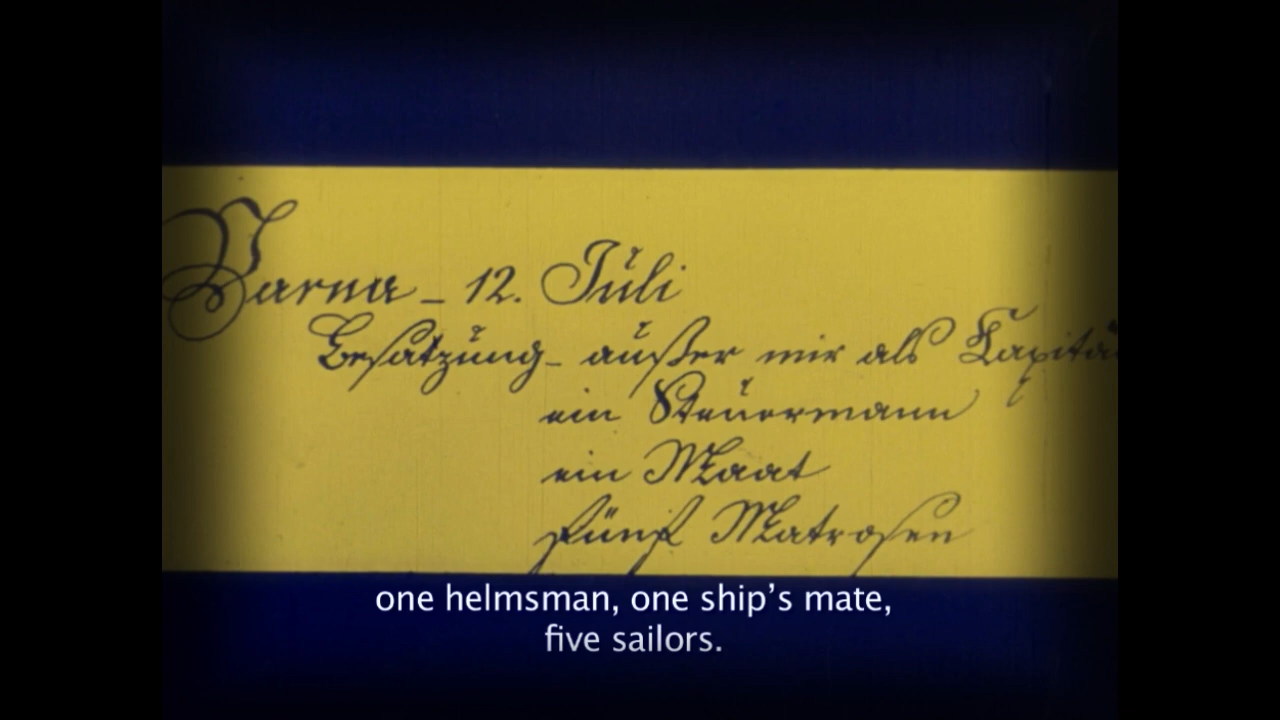 Varna – 12. Juli
Besatzung – außer mir als Kapitä
ein Steuermann
ein Maat
fünf Matrosen
one helmsman, one ship’s mate,
five sailors.